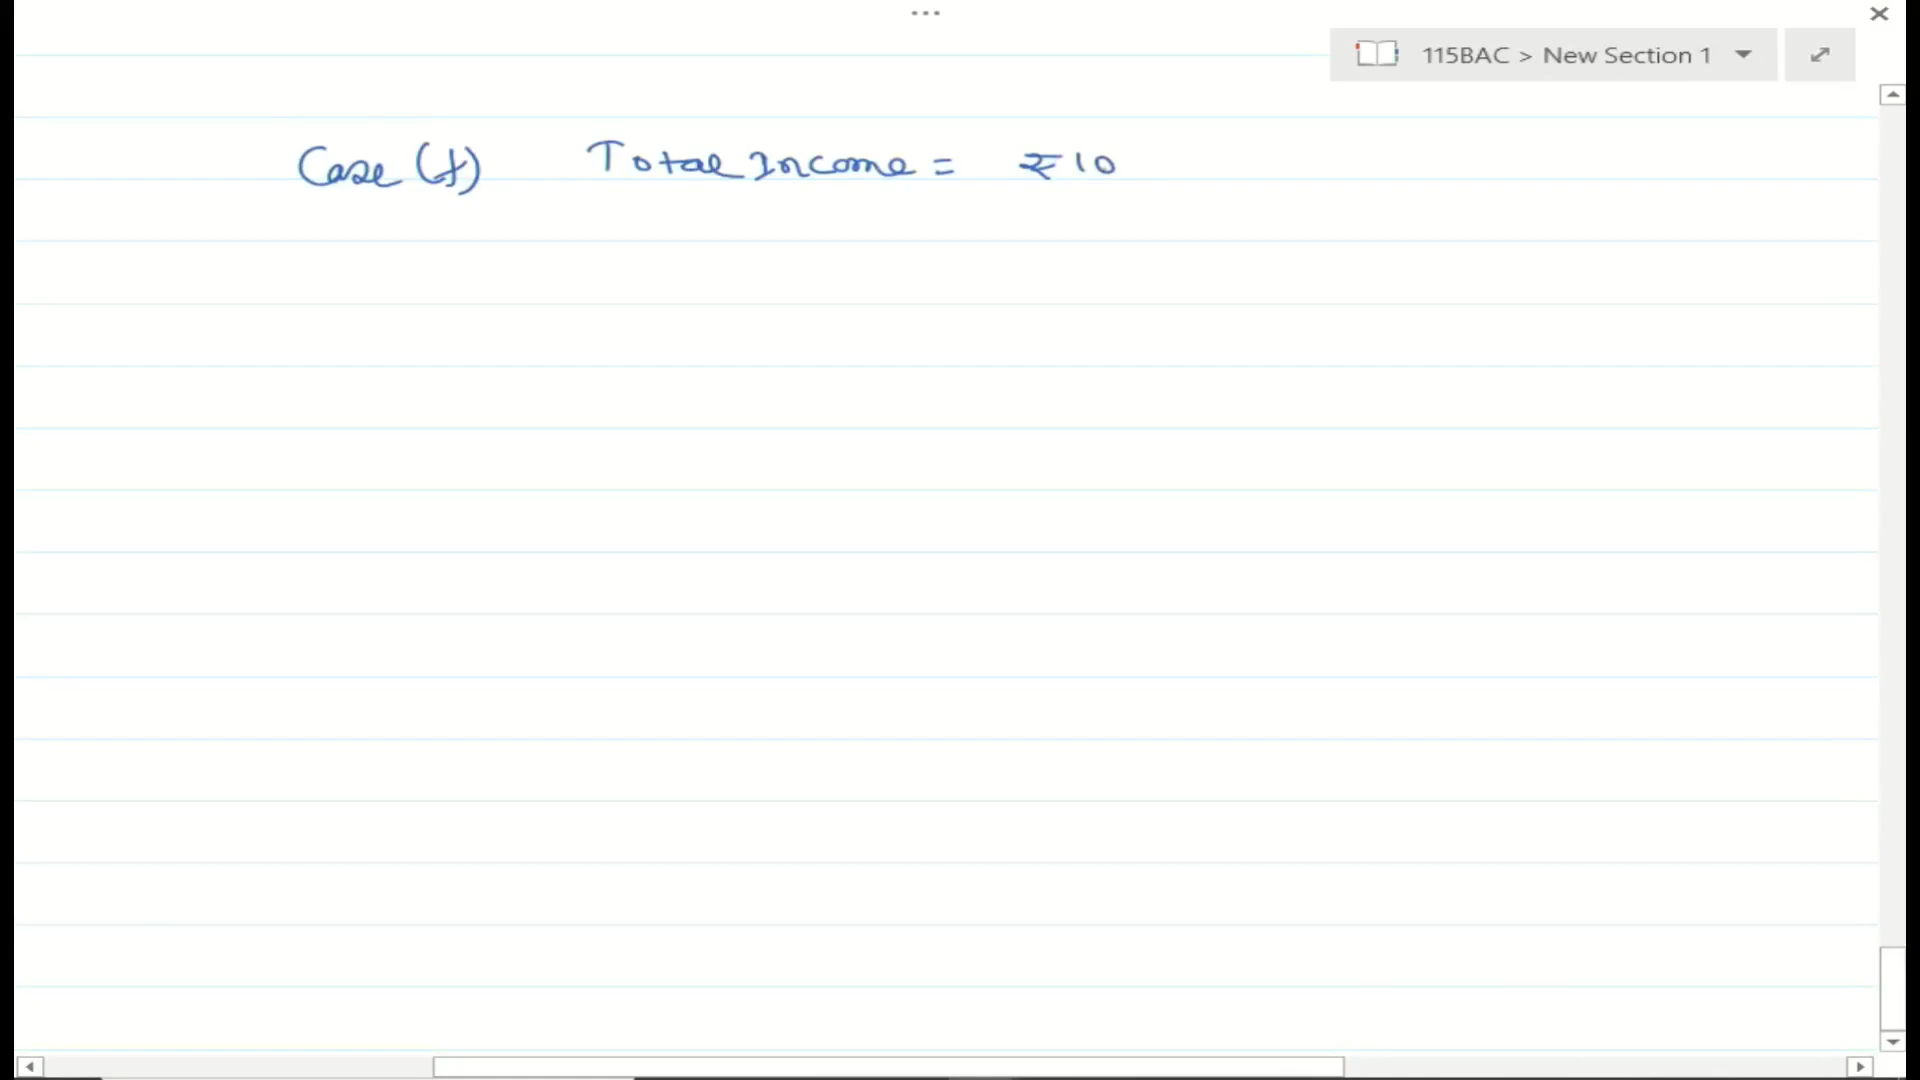 115BAC > New Section 1
Case (f) Total Income = ₹10